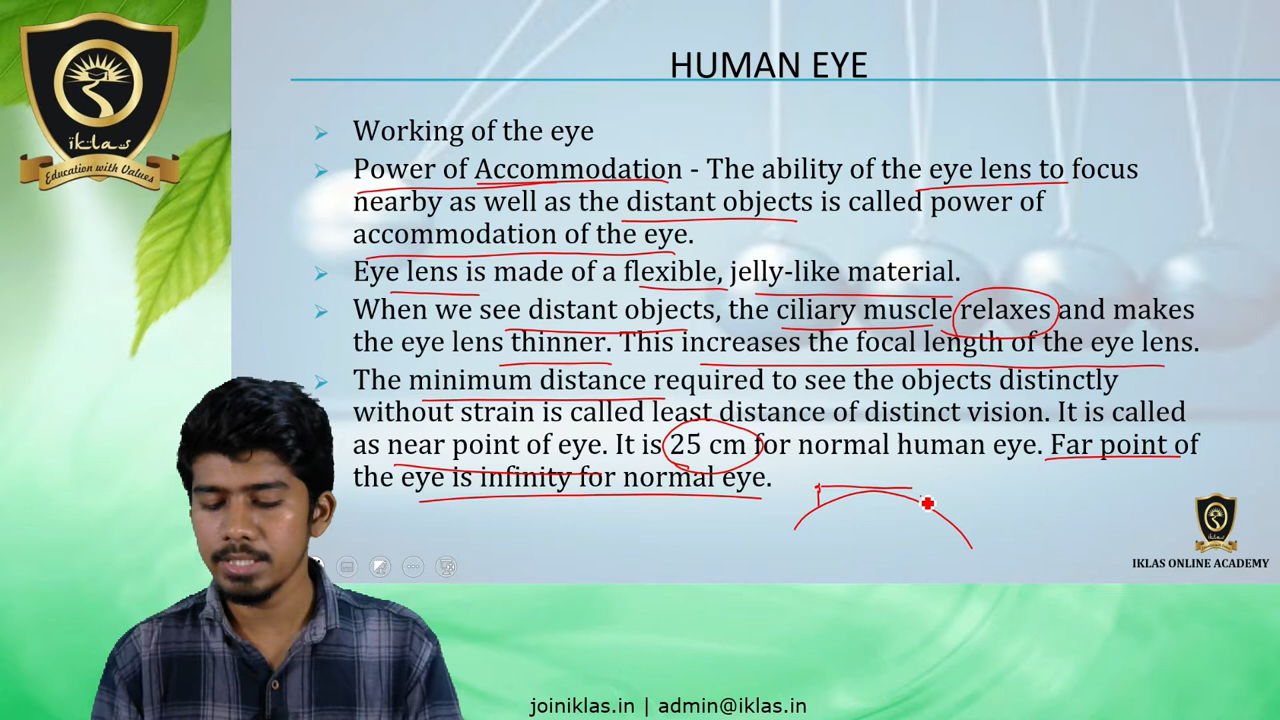 iklas
Education with Values
HUMAN EYE
Working of the eye
Power of Accommodation - The ability of the eye lens to focus
nearby as well as the distant objects is called power of
accommodation of the eye.
Eye lens is made of a flexible, jelly-like material.
When we see distant objects, the ciliary muscle relaxes and makes
the eye lens thinner. This increases the focal length of the eye lens.
The minimum distance required to see the objects distinctly
without strain is called least distance of distinct vision. It is called
as near point of eye. It is 25 cm for normal human eye. Far point of
the eye is infinity for normal eye.
IKLAS ONLINE ACADEMY
joiniklas.in | admin@iklas.in